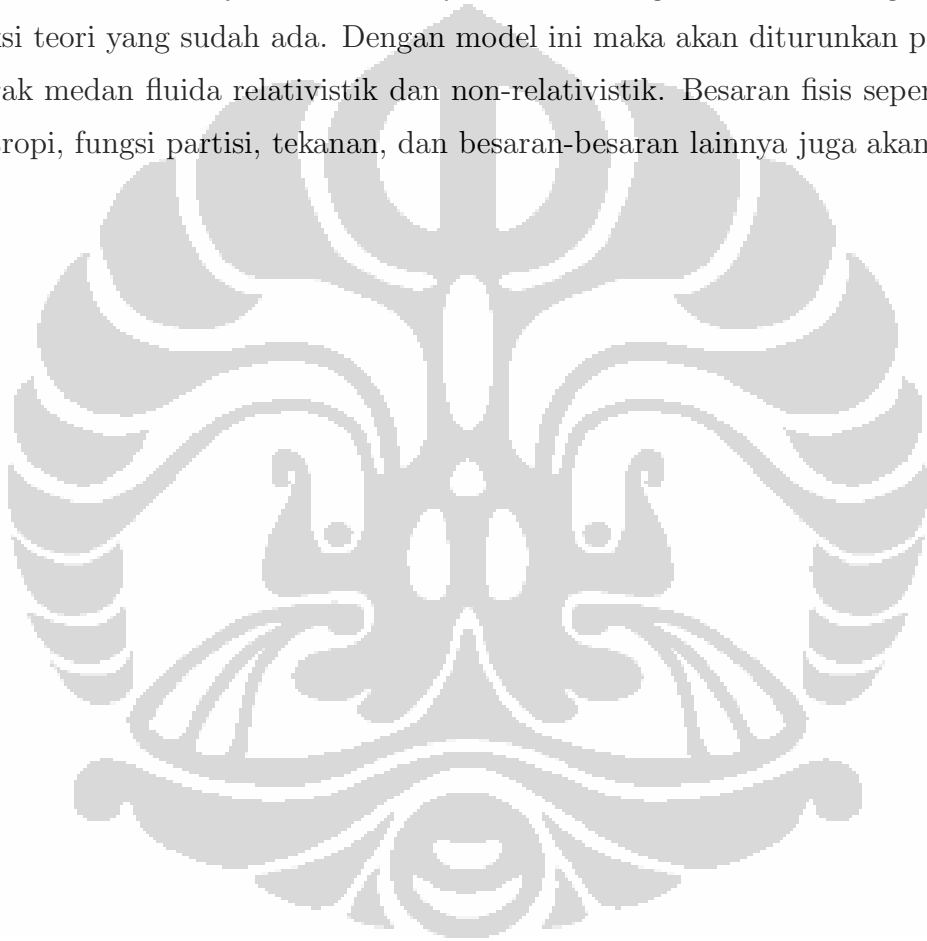 si teori yang sudah ada. Dengan model ini maka akan diturunkan p
ak medan fluida relativistik dan non-relativistik. Besaran fisis seper
ropi, fungsi partisi, tekanan, dan besaran-besaran lainnya juga akan